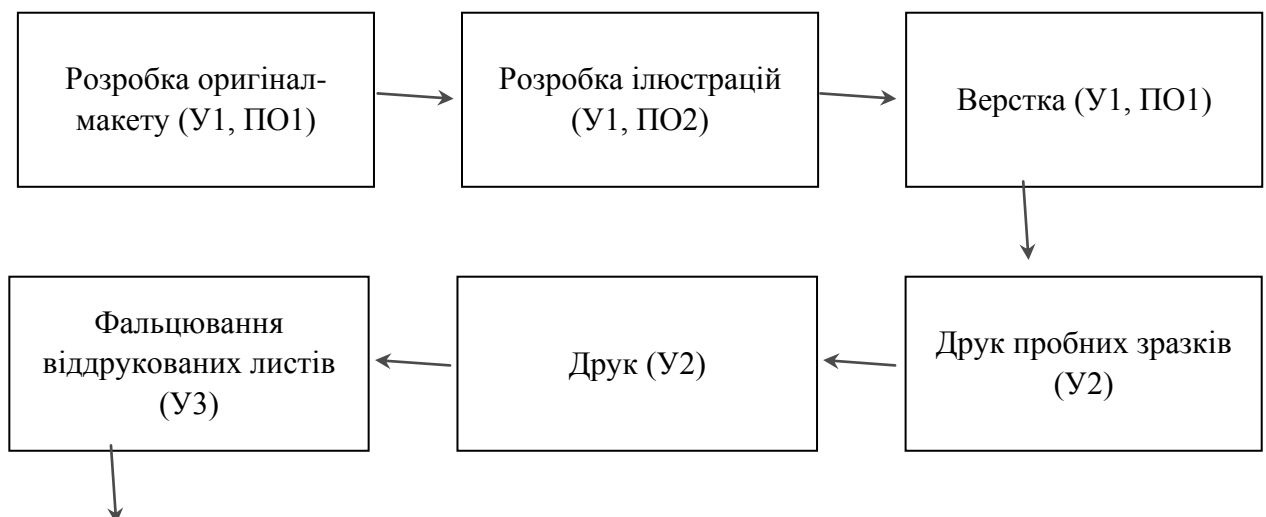 Розробка оригінал-
макету (У1, ПО1)
Розробка ілюстрацій
(У1, ПО2)
Верстка (У1, ПО1)
Фальцювання
віддрукованих листів
(У3)
Друк (У2)
Друк пробних зразків
(У2)